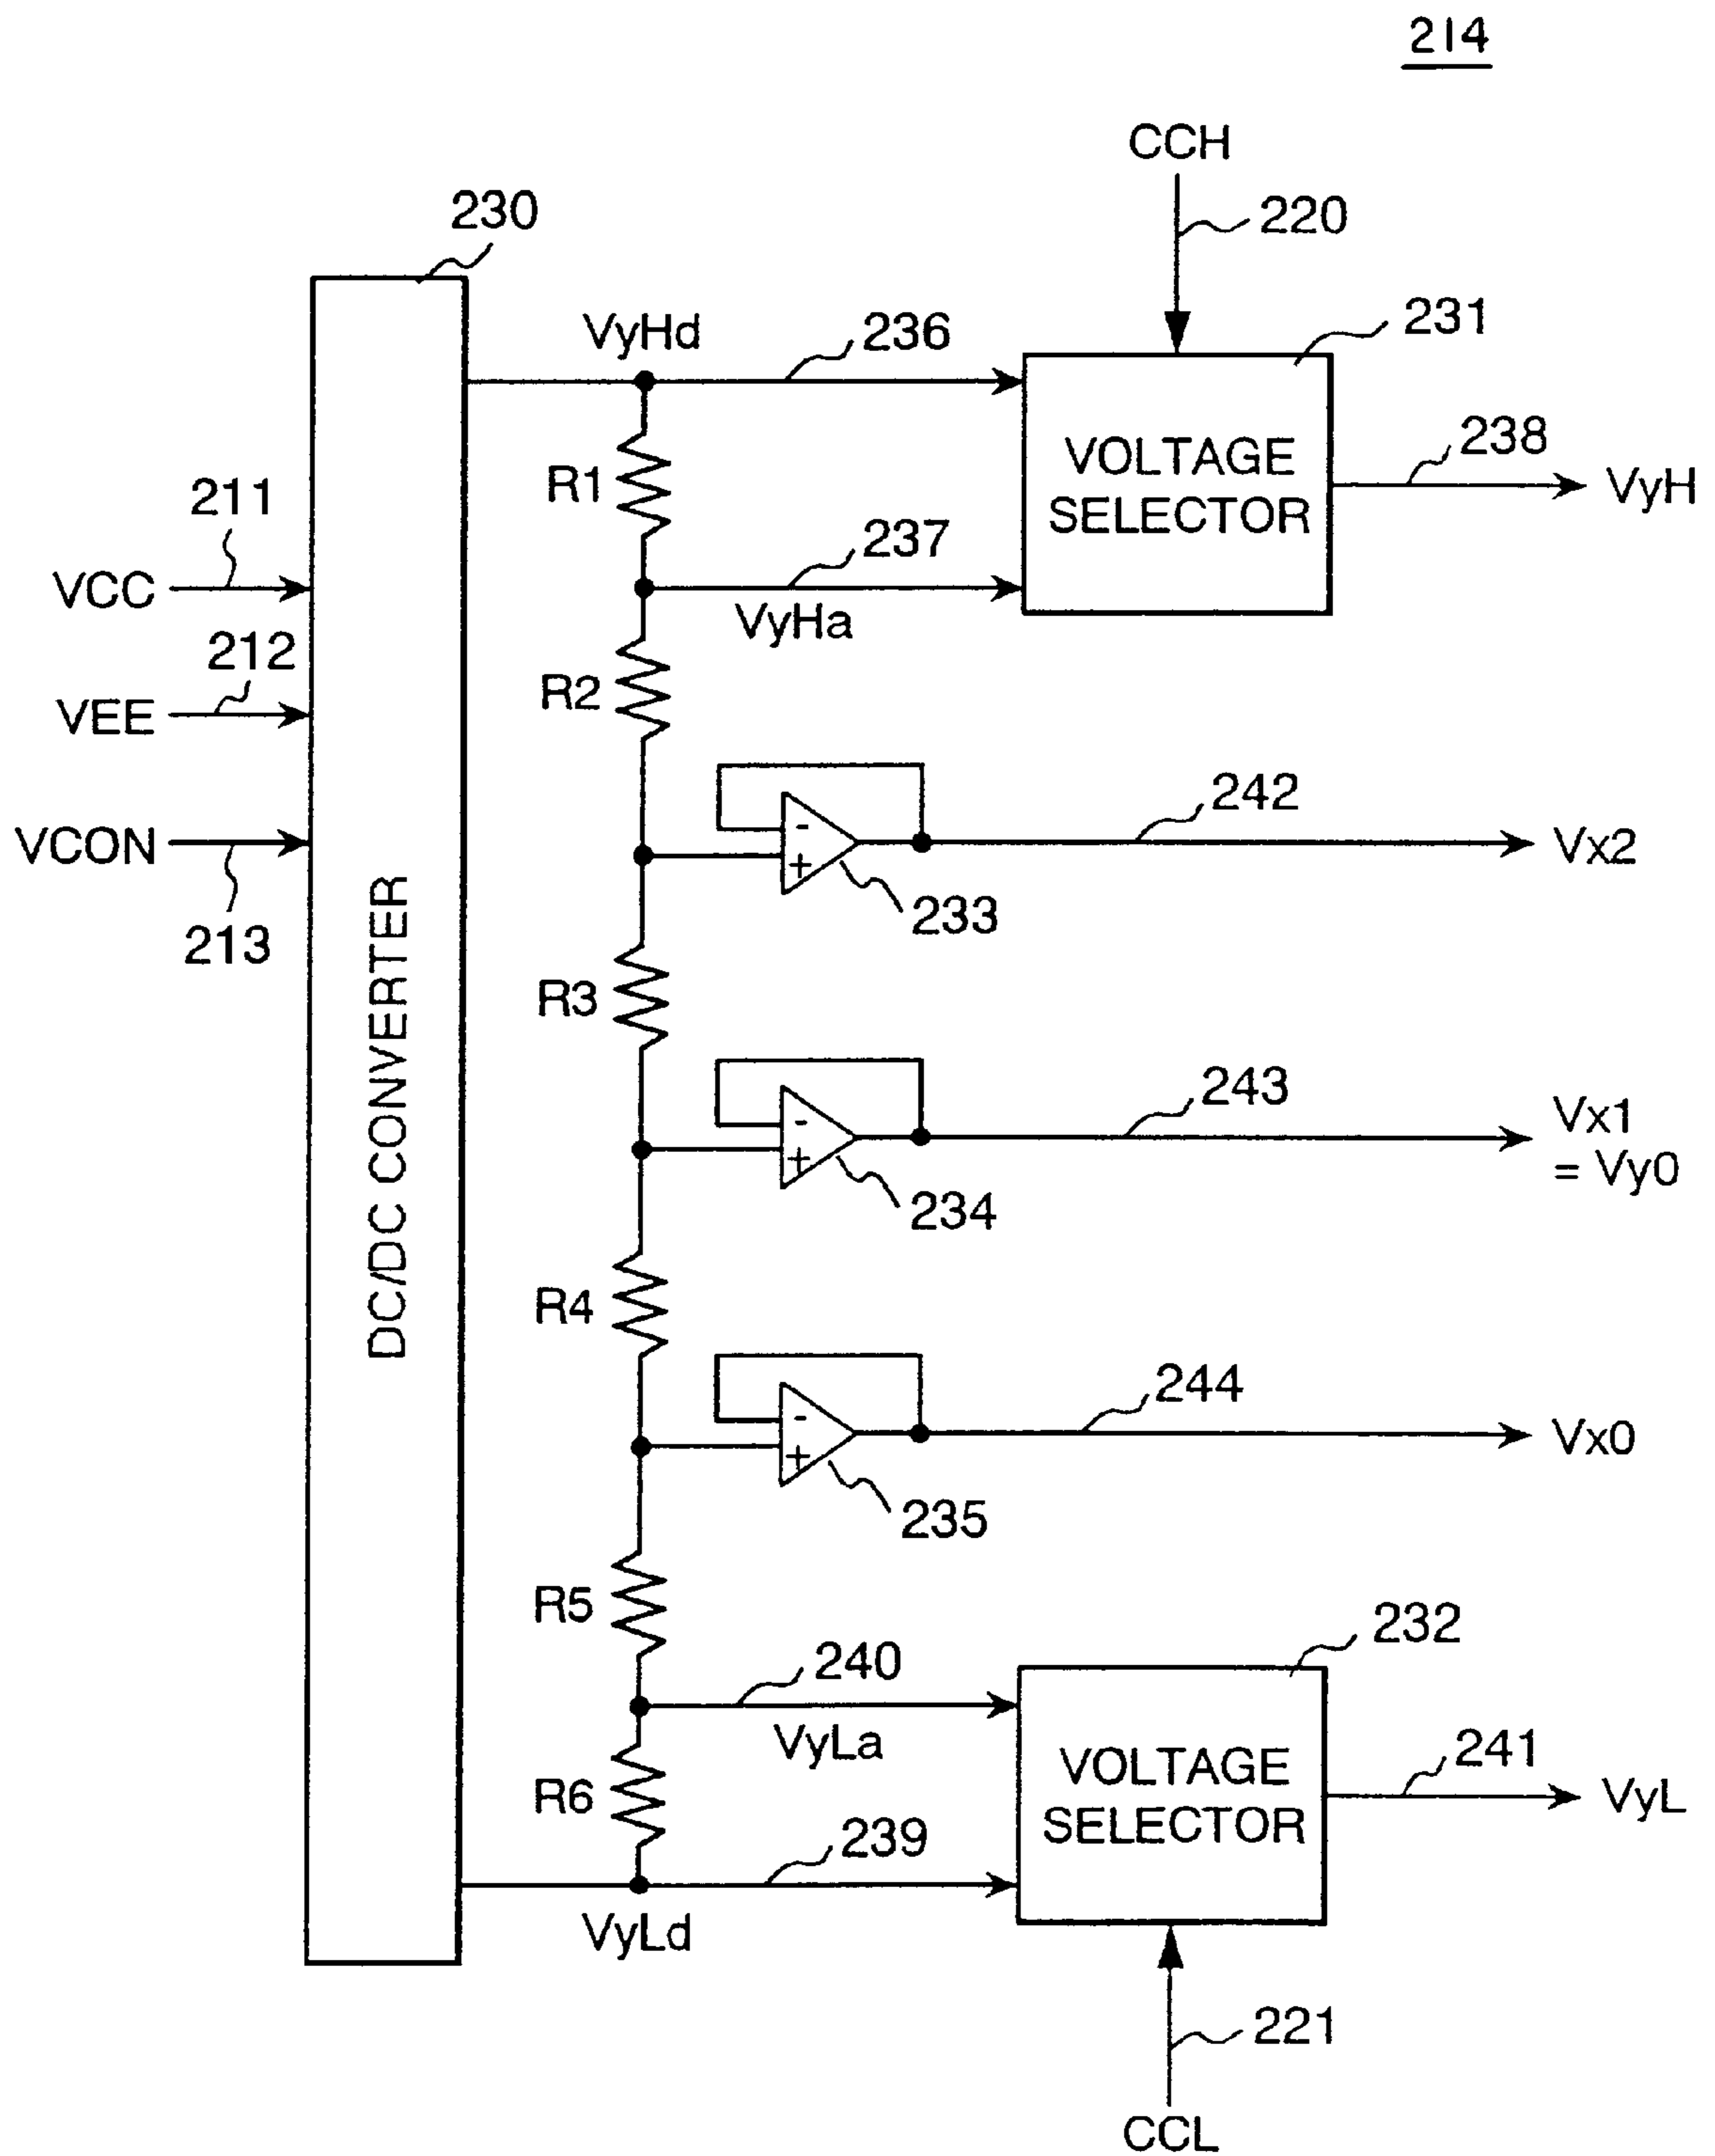 214
CCH
220
230
231
VyHd
236
VOLTAGE
SELECTOR
238
VyH
R1
237
VyHa
211
VCC
212
VEE
VCON
213
R2
242
Vx2
233
DC/DC CONVERTER
R3
243
Vx1
= Vy0
234
R4
244
Vx0
235
R5
232
240
VyLa
VOLTAGE
SELECTOR
241
VyL
R6
239
VyLd
221
CCL
- +
- +
- +